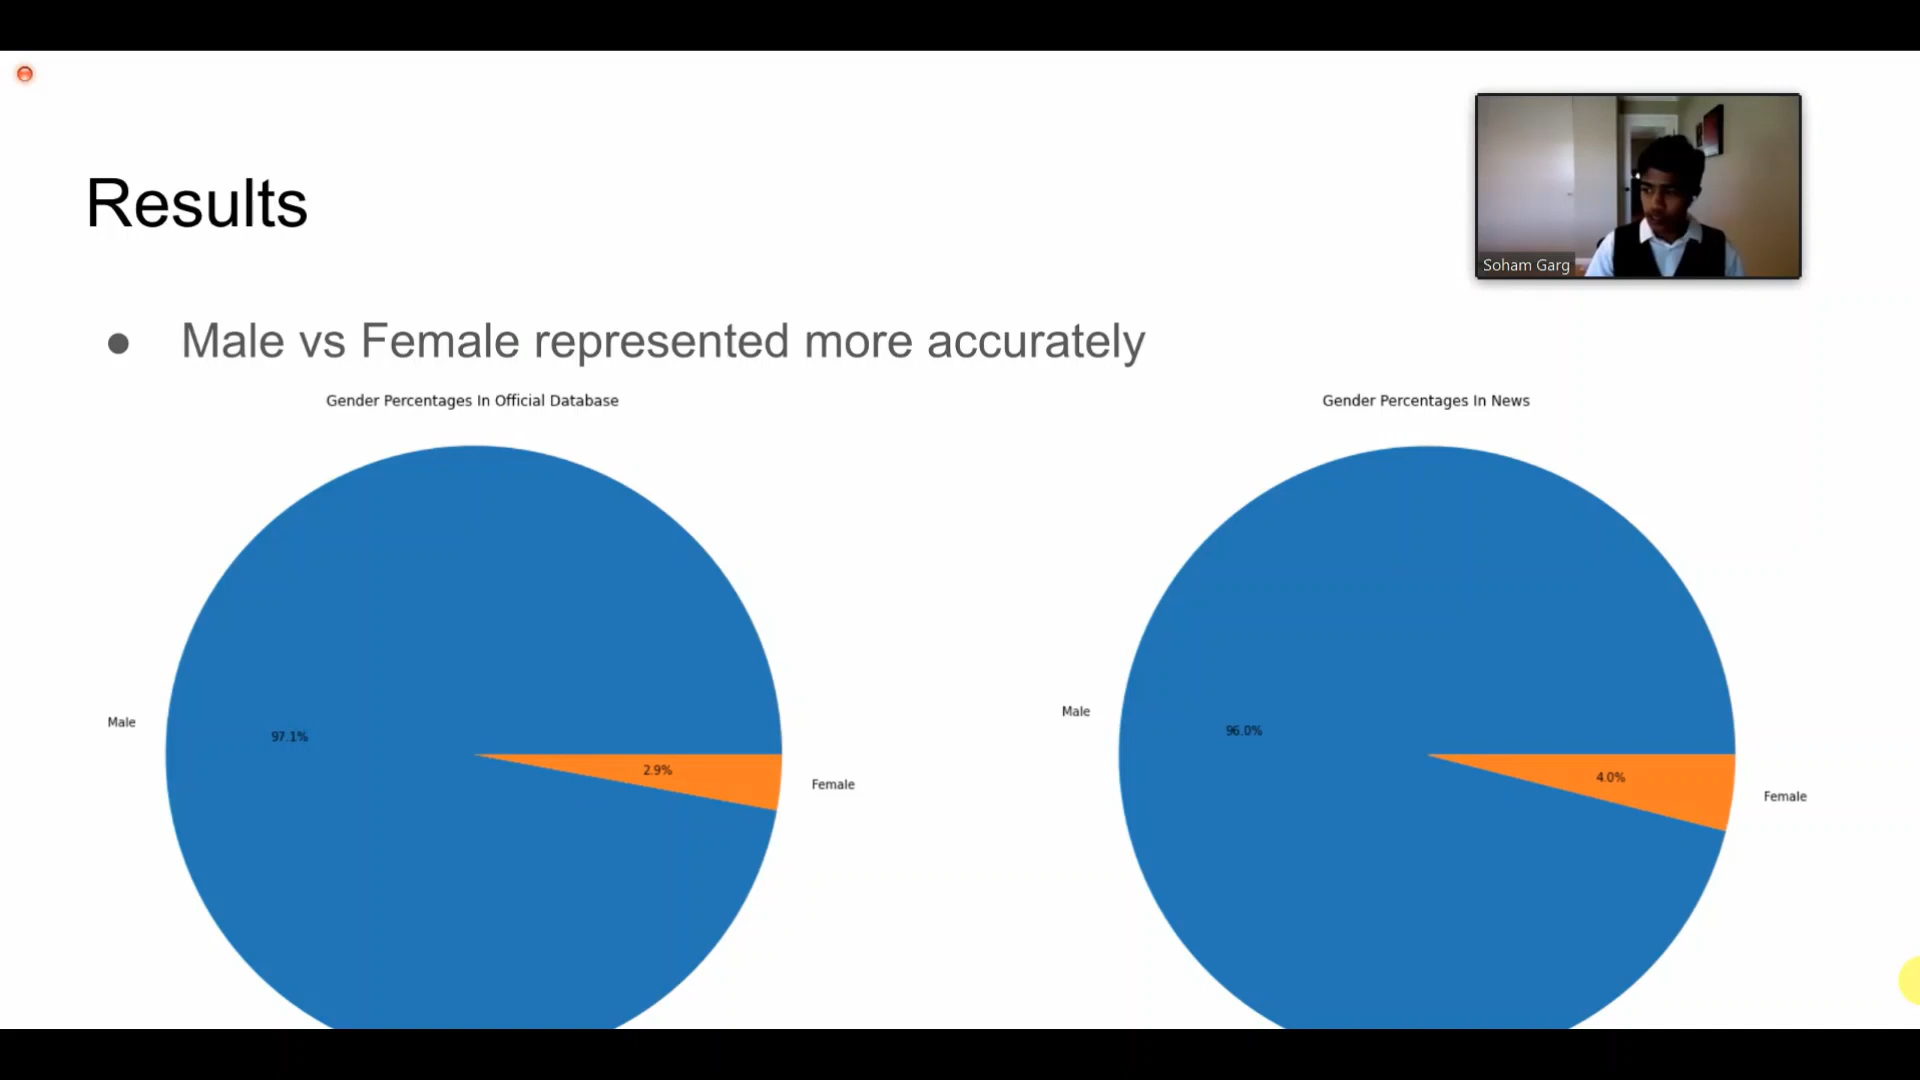 Results
Soham Garg
● Male vs Female represented more accurately
Gender Percentages In Official Database
Gender Percentages In News
Male
97.1%
2.9%
Female
Male
96.0%
4.0%
Female